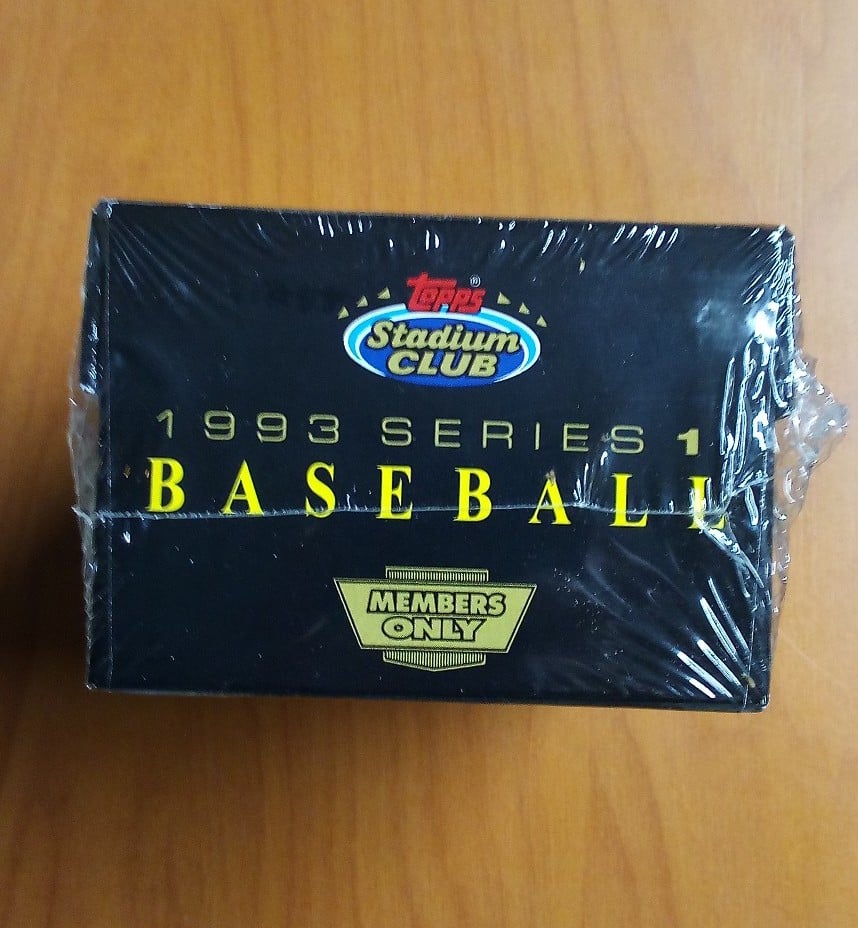 TOPPS®
Stadium
CLUB
1993 SERIES 1
BASEBALL
MEMBERS
ONLY